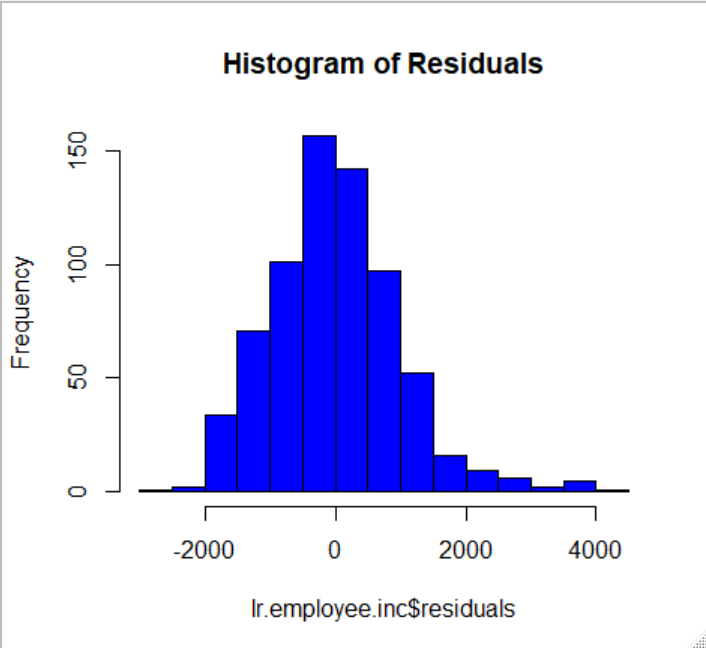 Histogram of Residuals
150
100
50
0
Frequency
-2000 0 2000 4000
lr.employee.inc$residuals